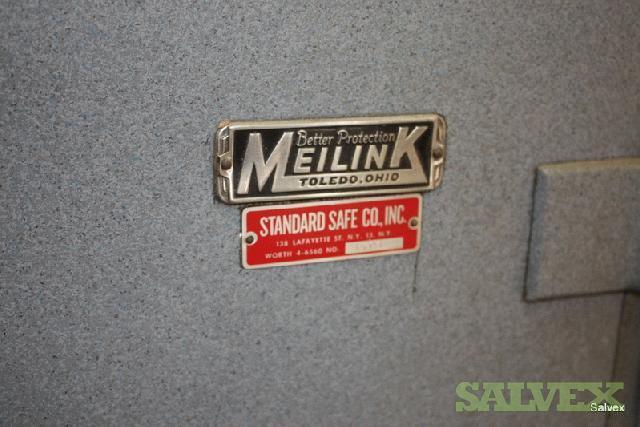 Better Protection
MEILINK
TOLEDO, OHIO
STANDARD SAFE CO., INC.
138 LAFAYETTE ST. N.Y. 13, N.Y.
WORTH 4-6560 NO.
SALVEX
Salvex